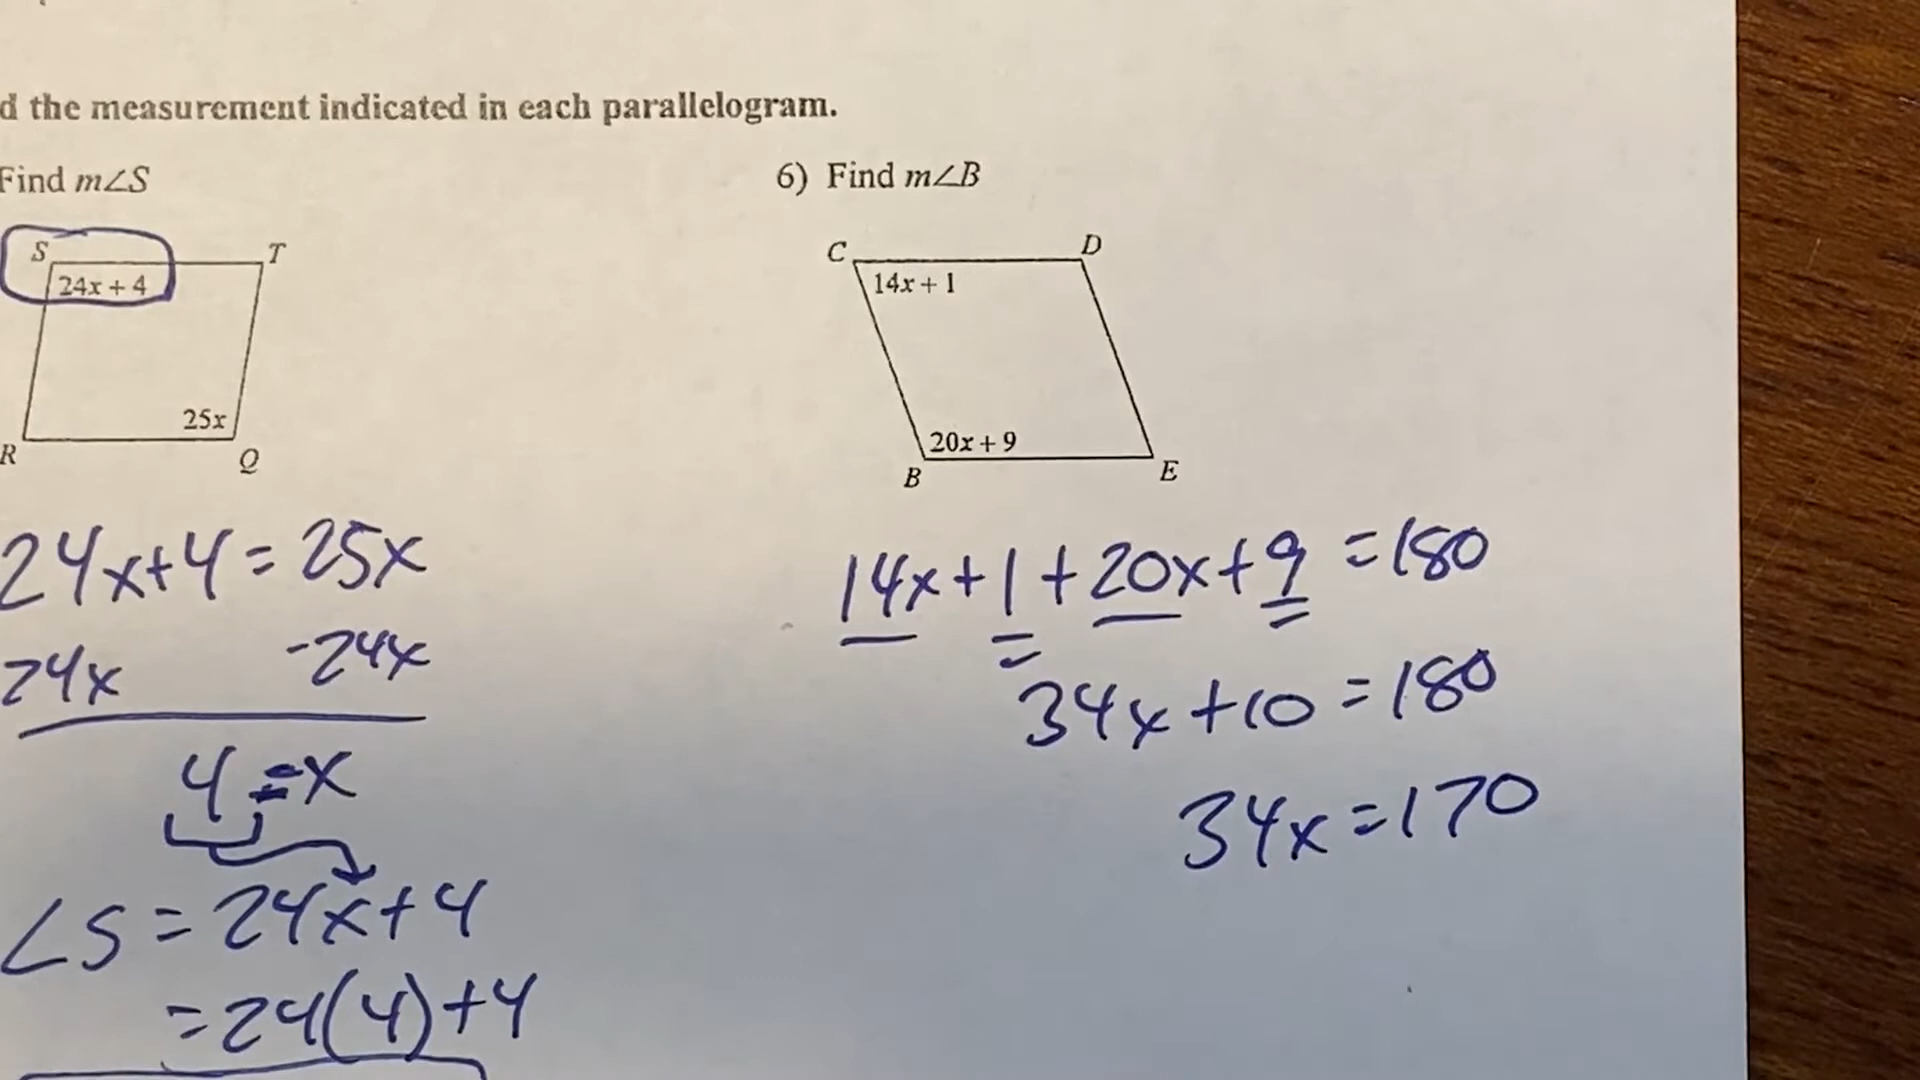 d the measurement indicated in each parallelogram.
Find m∠S
S
T
24x + 4
25x
R
Q
24x+4=25x
24x -24x
4=x
∠S=24x+4
=24(4)+4
6) Find m∠B
C
D
14x + 1
20x + 9
B
E
14x+1+20x+9=180
34x+10=180
34x=170